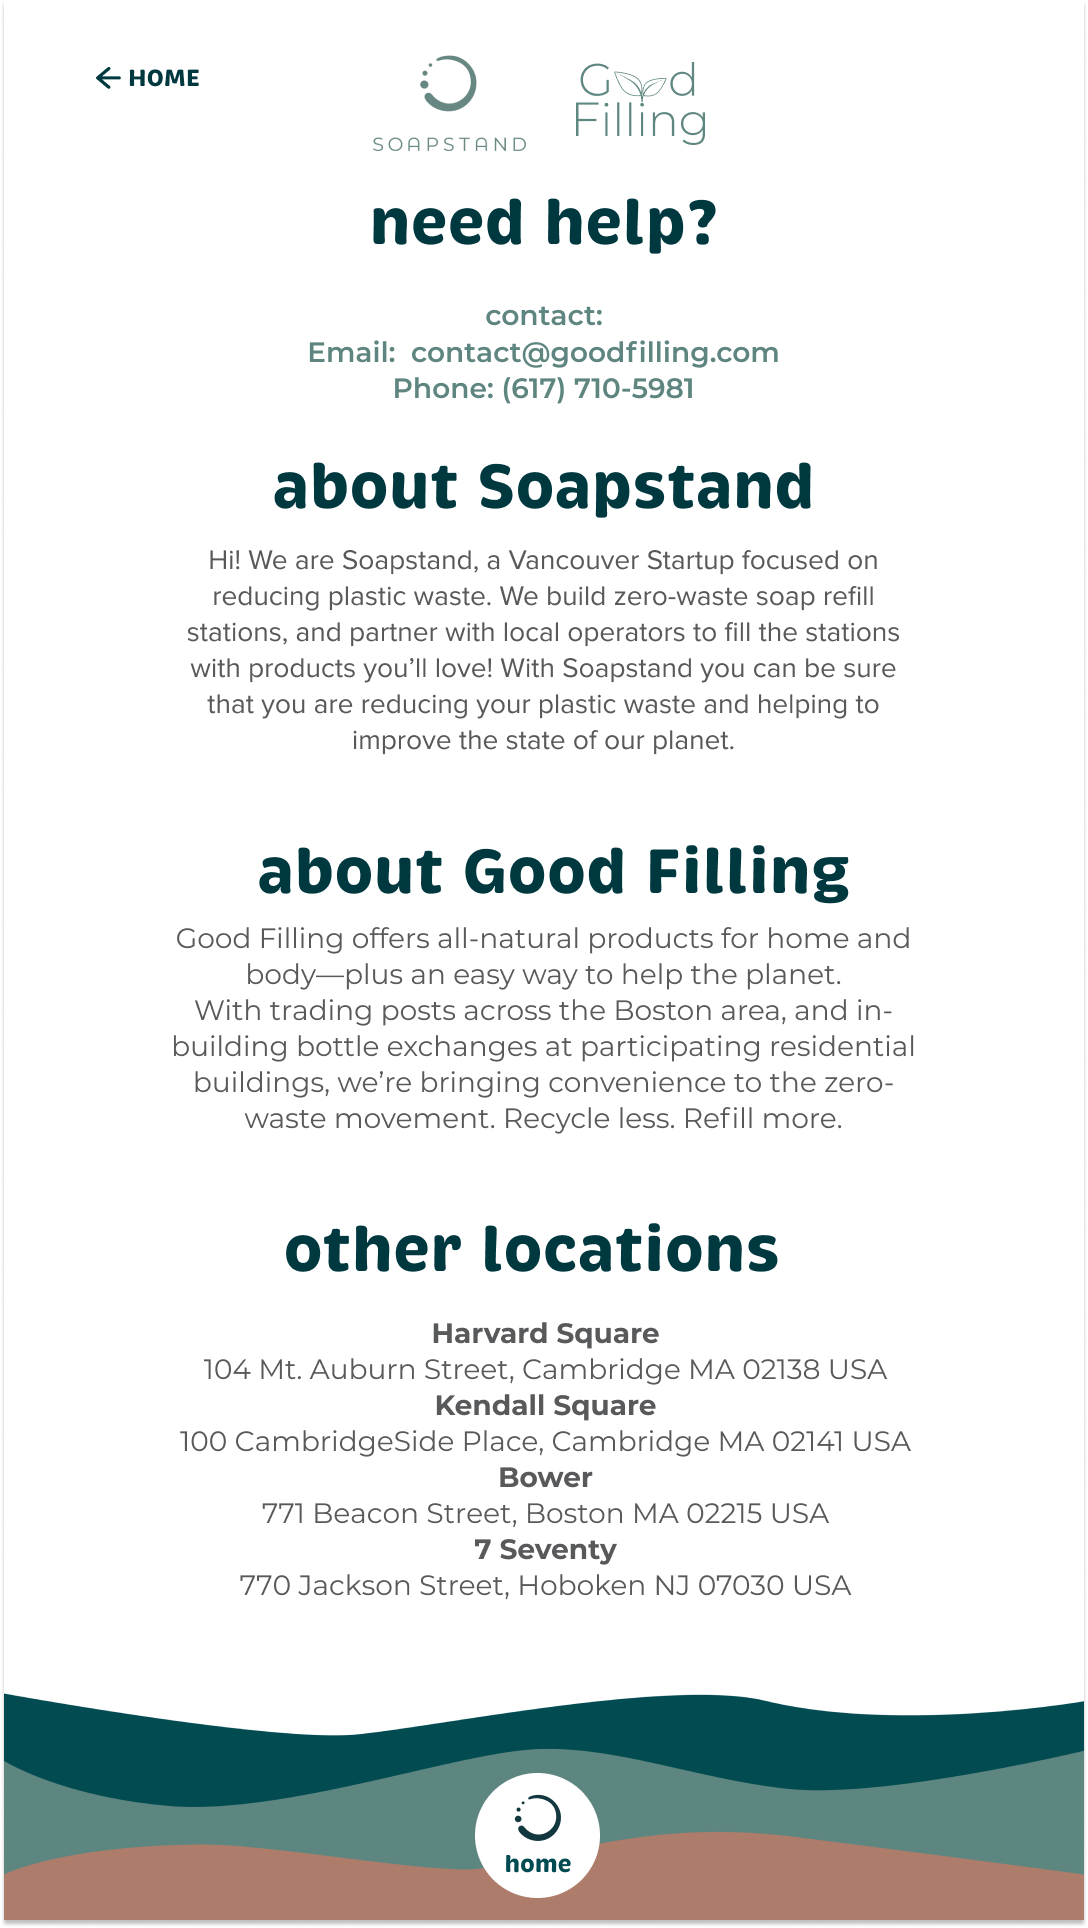 ← HOME
SOAPSTAND
Good
Filling
need help?
contact:
Email: contact@goodfilling.com
Phone: (617) 710-5981
about Soapstand
Hi! We are Soapstand, a Vancouver Startup focused on
reducing plastic waste. We build zero-waste soap refill
stations, and partner with local operators to fill the stations
with products you’ll love! With Soapstand you can be sure
that you are reducing your plastic waste and helping to
improve the state of our planet.
about Good Filling
Good Filling offers all-natural products for home and
body—plus an easy way to help the planet.
With trading posts across the Boston area, and in-
building bottle exchanges at participating residential
buildings, we’re bringing convenience to the zero-
waste movement. Recycle less. Refill more.
other locations
Harvard Square
104 Mt. Auburn Street, Cambridge MA 02138 USA
Kendall Square
100 CambridgeSide Place, Cambridge MA 02141 USA
Bower
771 Beacon Street, Boston MA 02215 USA
7 Seventy
770 Jackson Street, Hoboken NJ 07030 USA
home